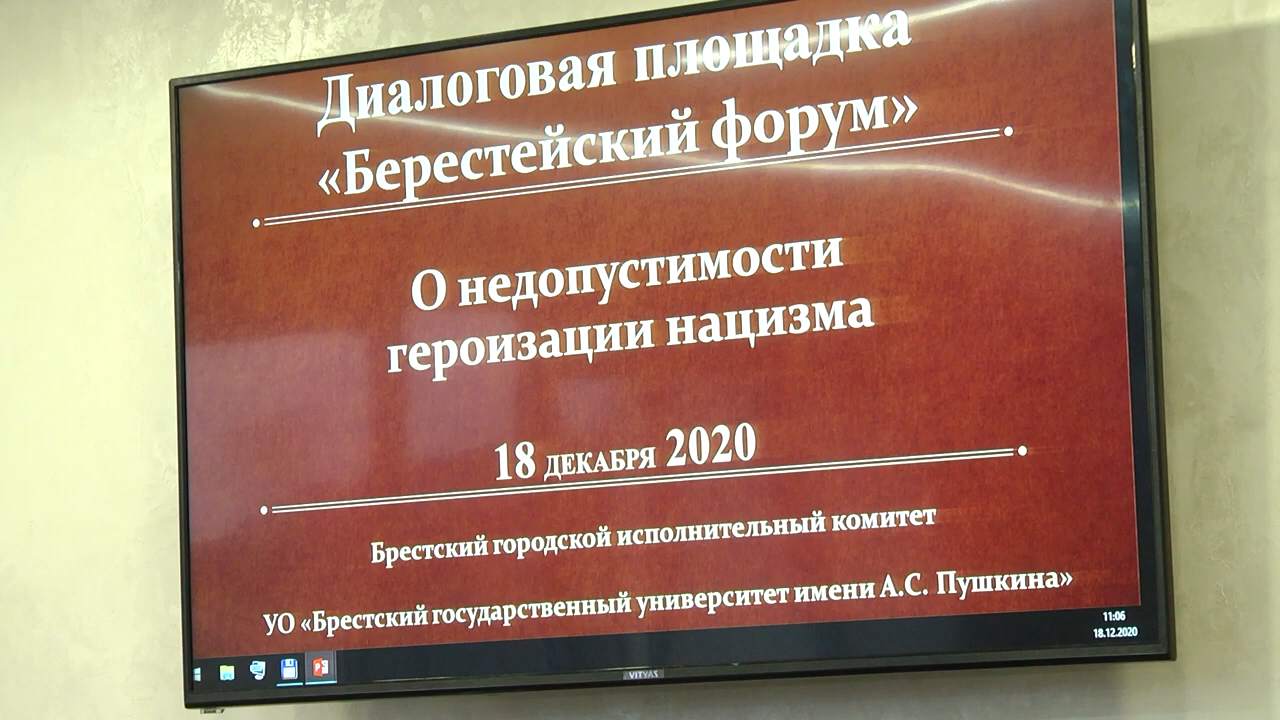 Диалоговая площадка
«Берестейский форум»
О недопустимости
героизации нацизма
18 ДЕКАБРЯ 2020
Брестский городской исполнительный комитет
УО «Брестский государственный университет имени А.С. Пушкина»
11:06
18.12.2020
VITYAS